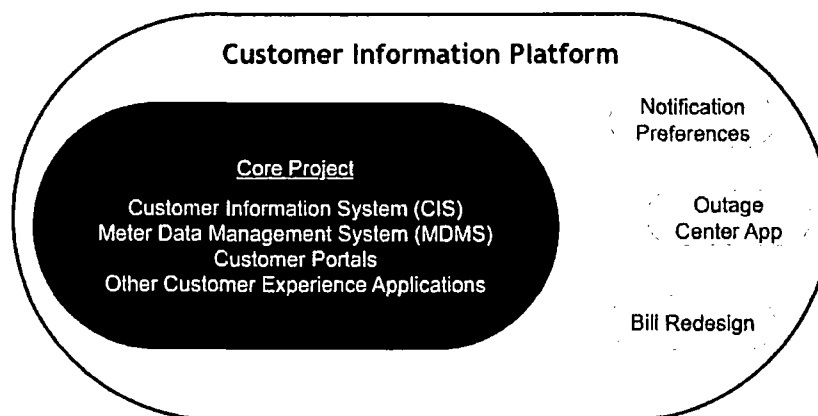 Customer Information Platform
Core Project
Customer Information System (CIS)
Meter Data Management System (MDMS)
Customer Portals
Other Customer Experience Applications
Notification
Preferences
Outage
Center App
Bill Redesign